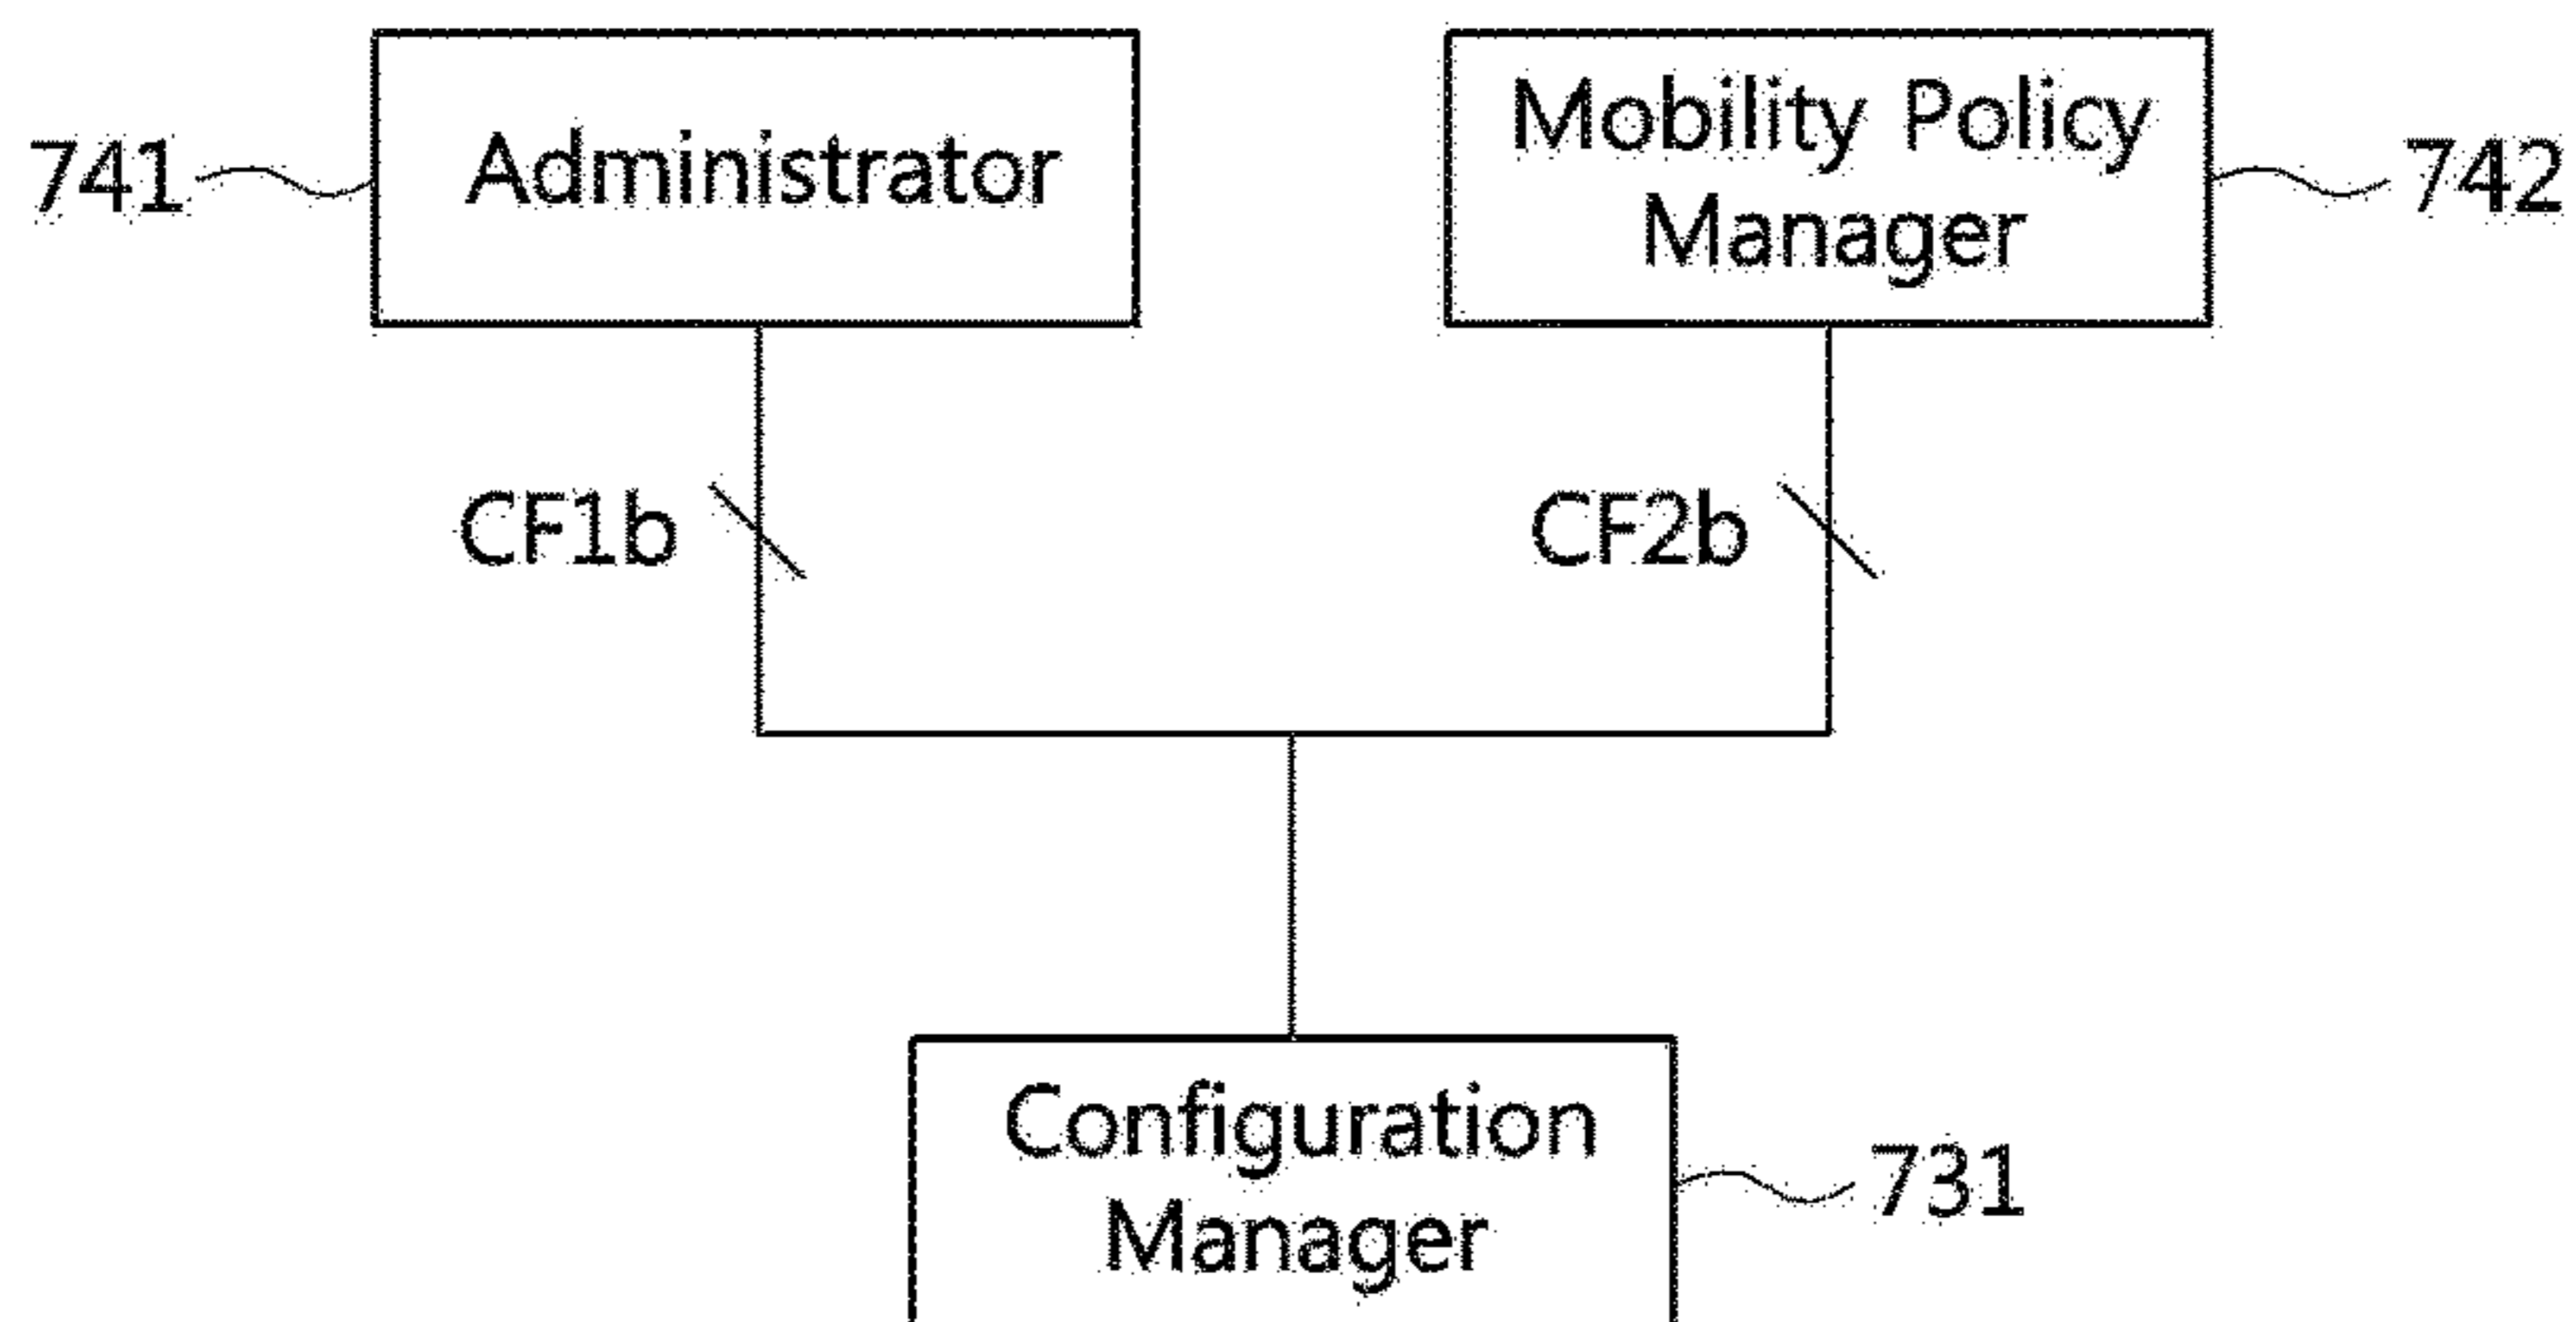 741
Administrator
Mobility Policy
Manager
742
CF1b
CF2b
Configuration
Manager
731